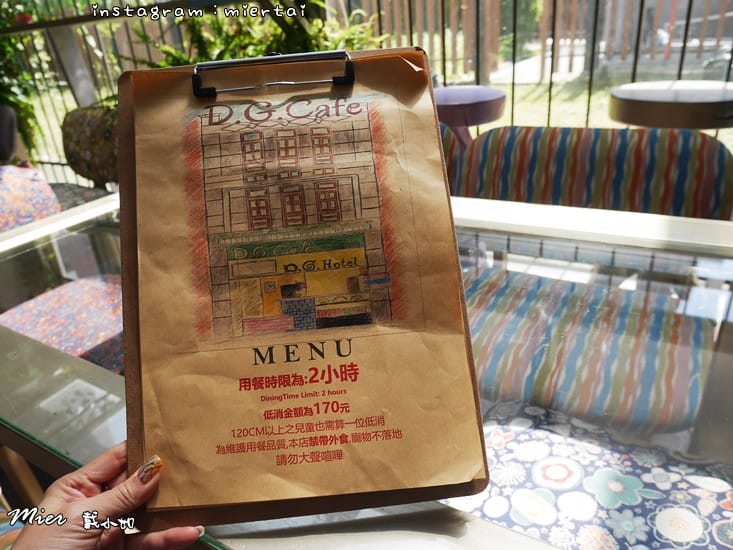 instagram：miertai
D.G.Cafe
D.G.Cafe
D.G.Hotel
MENU
用餐時限為:2小時
DiningTime Limit: 2 hours
低消金額為170元
120CM以上之兒童也需算一位低消
為維護用餐品質,本店禁帶外食,寵物不落地
請勿大聲喧嘩
Mier 戴小如